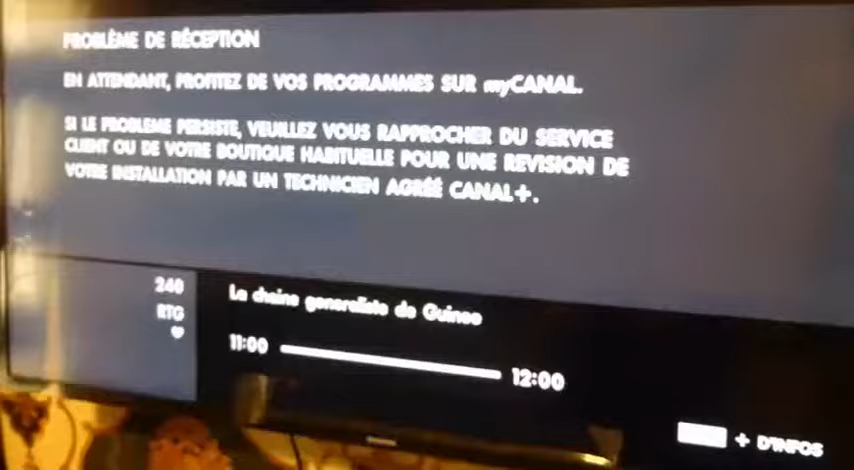 PROBLÈME DE RÉCEPTION
EN ATTENDANT, PROFITEZ DE VOS PROGRAMMES SUR myCANAL.
SI LE PROBLEME PERSISTE, VEUILLEZ VOUS RAPPROCHER DU SERVICE
CLIENT OU DE VOTRE BOUTIQUE HABITUELLE POUR UNE REVISION DE
VOTRE INSTALLATION PAR UN TECHNICIEN AGRÉÉ CANAL+.
240
RTG
La chaine generaliste de Guinee
11:00
12:00
+ D'INFOS